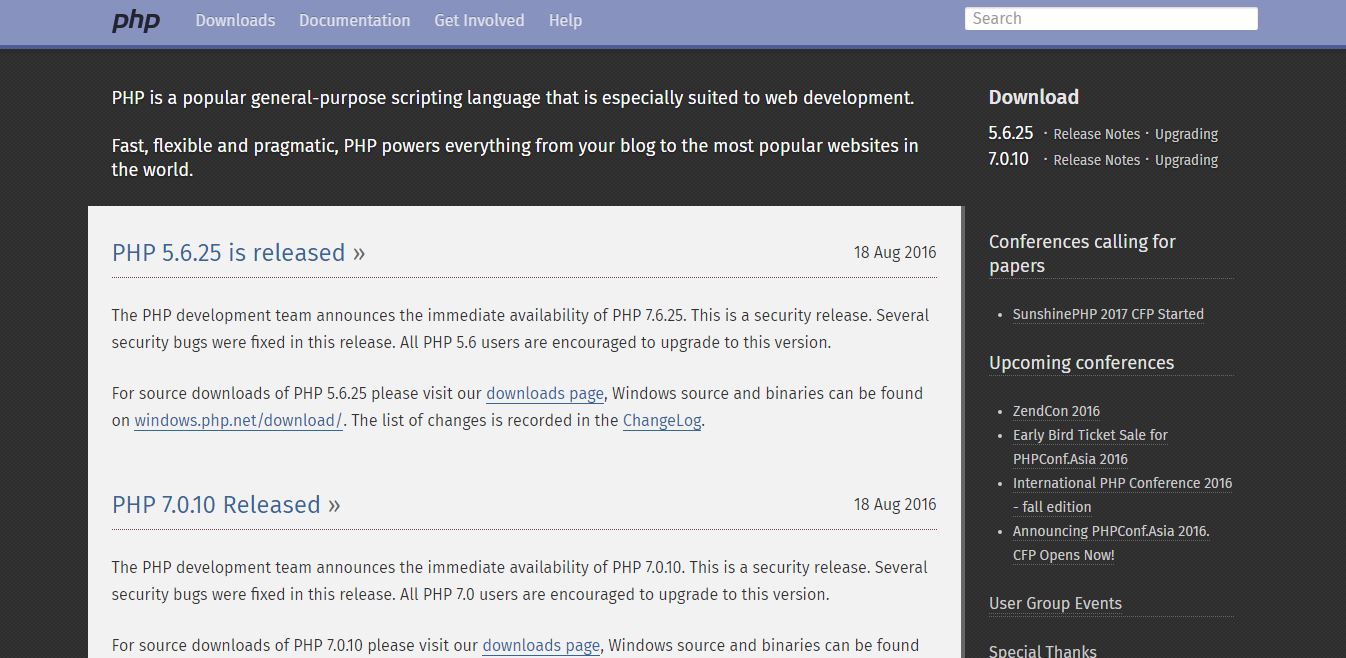 php Downloads Documentation Get Involved Help Search
PHP is a popular general-purpose scripting language that is especially suited to web development.
Fast, flexible and pragmatic, PHP powers everything from your blog to the most popular websites in
the world.
PHP 5.6.25 is released » 18 Aug 2016
The PHP development team announces the immediate availability of PHP 7.6.25. This is a security release. Several
security bugs were fixed in this release. All PHP 5.6 users are encouraged to upgrade to this version.
For source downloads of PHP 5.6.25 please visit our downloads page, Windows source and binaries can be found
on windows.php.net/download/. The list of changes is recorded in the ChangeLog.
PHP 7.0.10 Released » 18 Aug 2016
The PHP development team announces the immediate availability of PHP 7.0.10. This is a security release. Several
security bugs were fixed in this release. All PHP 7.0 users are encouraged to upgrade to this version.
For source downloads of PHP 7.0.10 please visit our downloads page, Windows source and binaries can be found
Download
5.6.25 · Release Notes · Upgrading
7.0.10 · Release Notes · Upgrading
Conferences calling for
papers
• SunshinePHP 2017 CFP Started
Upcoming conferences
• ZendCon 2016
• Early Bird Ticket Sale for
PHPConf.Asia 2016
• International PHP Conference 2016
- fall edition
• Announcing PHPConf.Asia 2016.
CFP Opens Now!
User Group Events
Special Thanks